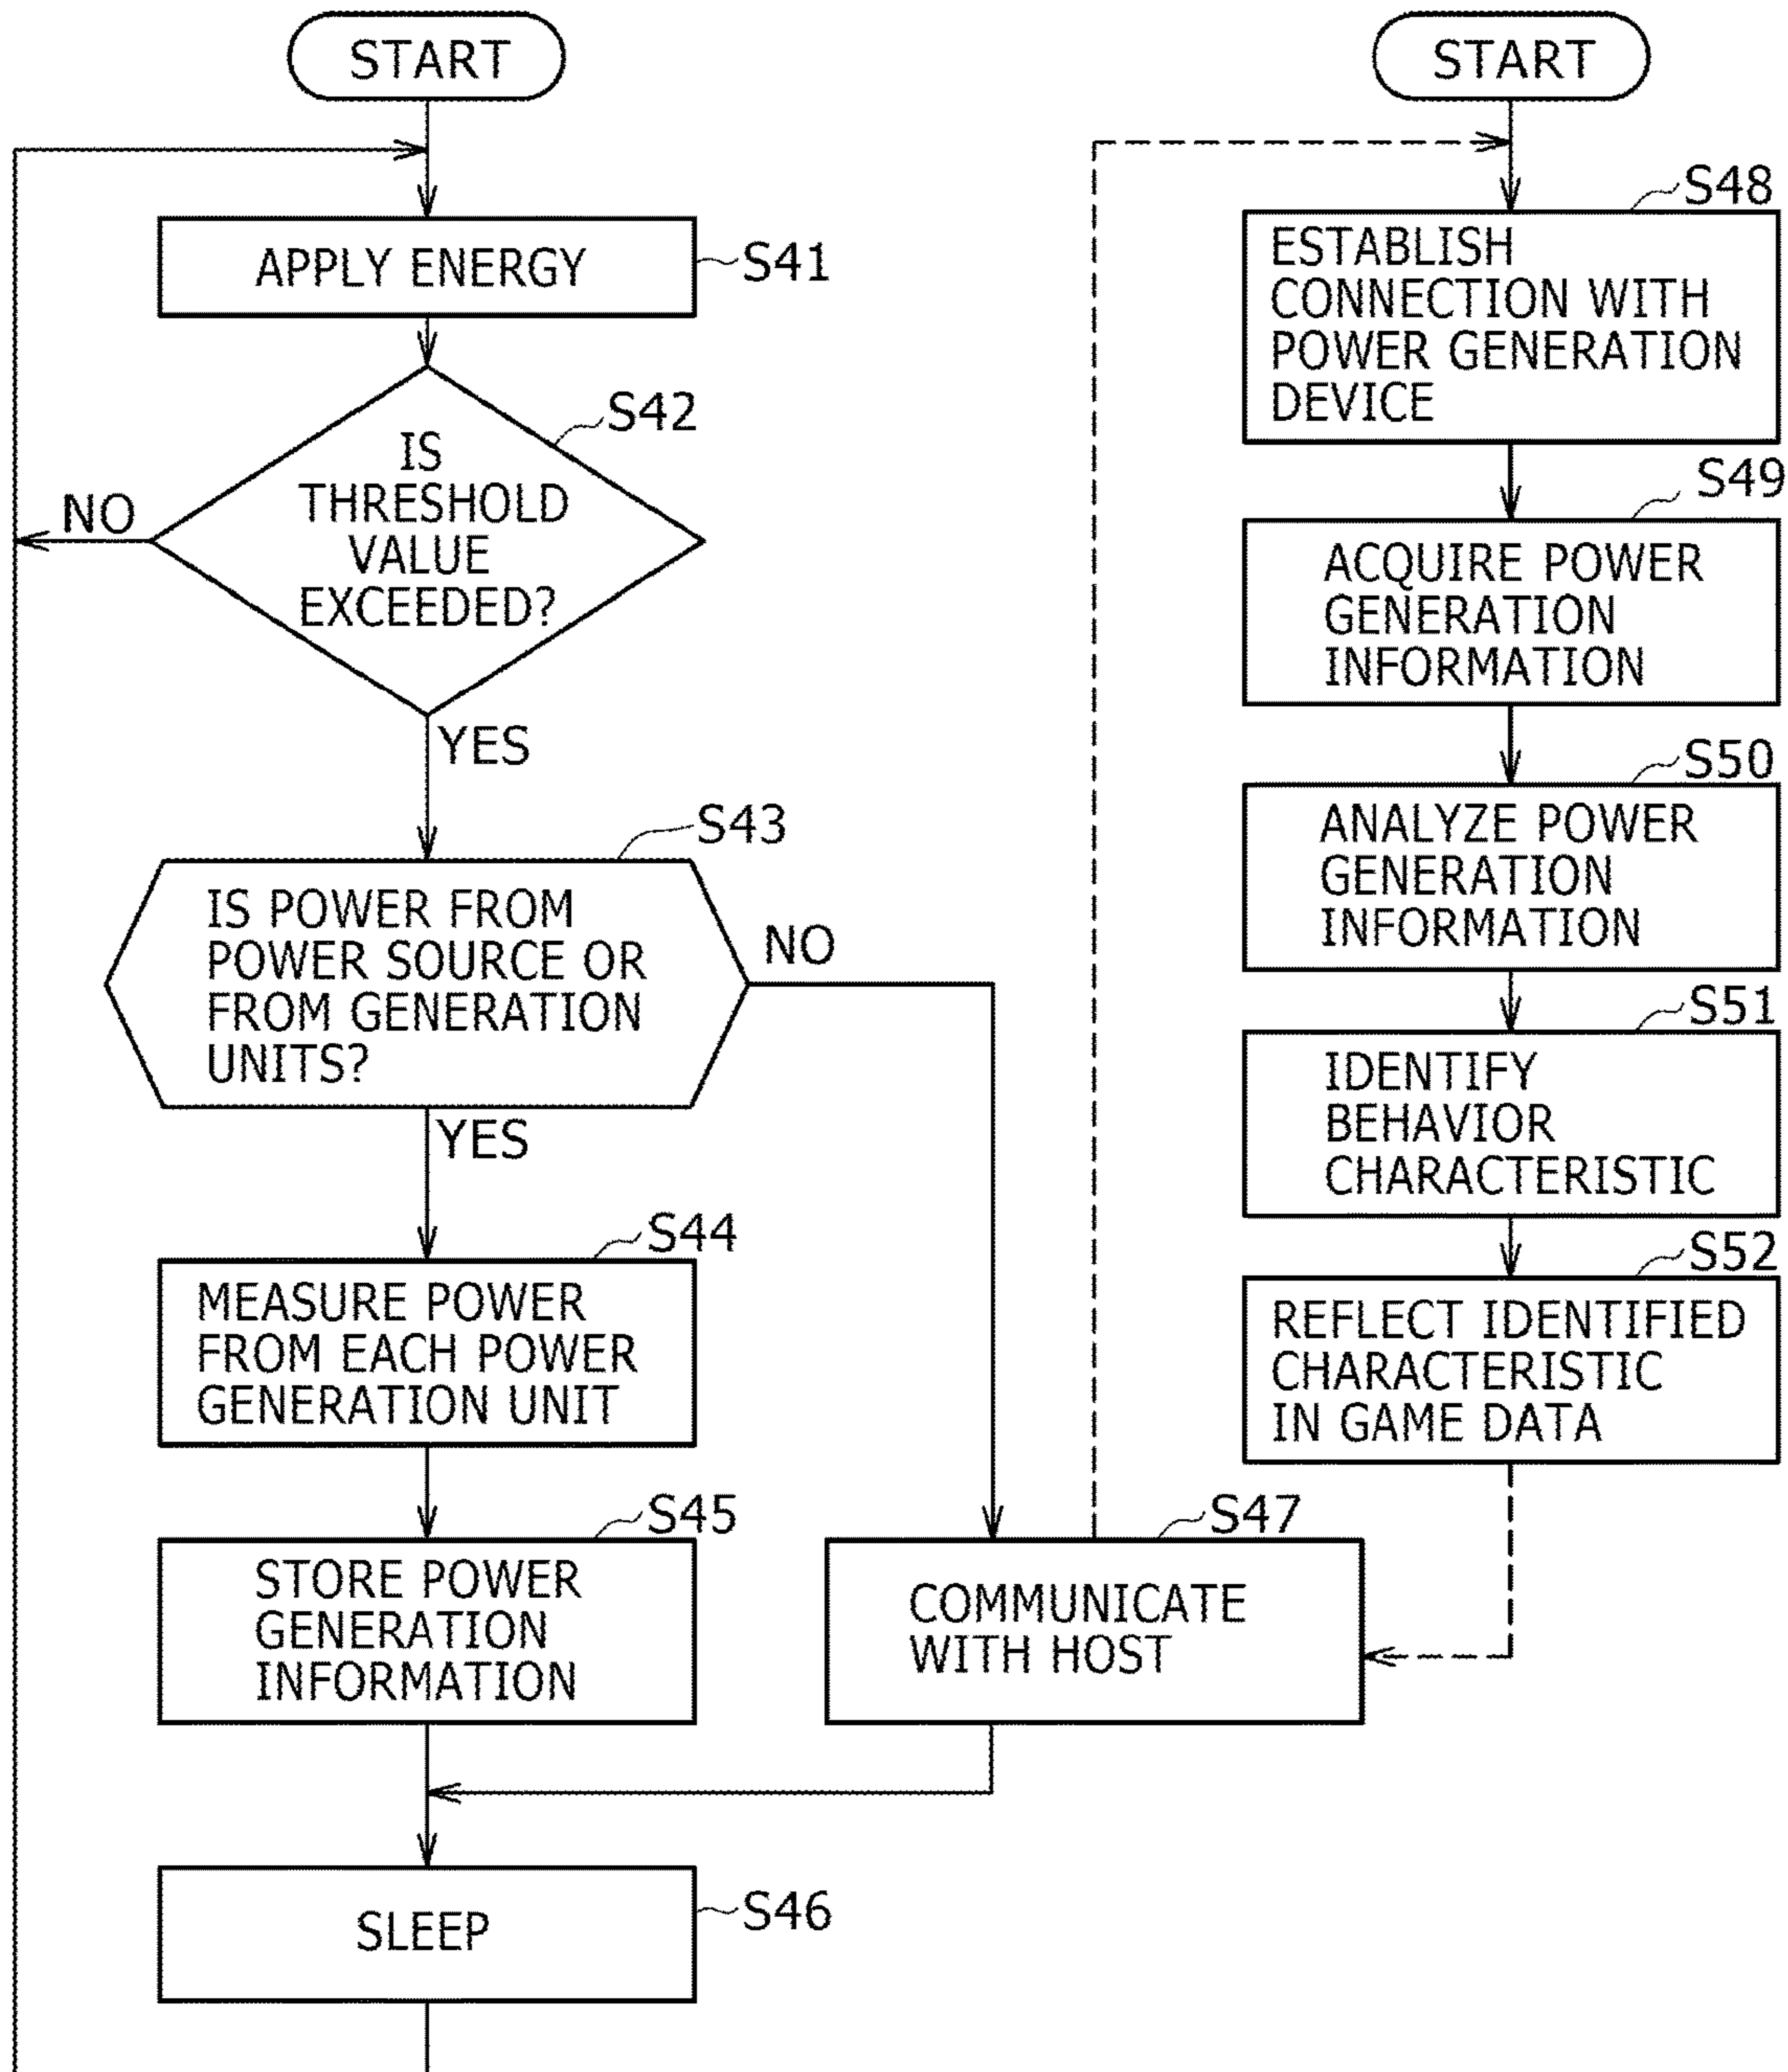 START
APPLY ENERGY
S41
S42
IS
THRESHOLD
VALUE
EXCEEDED?
NO
YES
S43
IS POWER FROM
POWER SOURCE OR
FROM GENERATION
UNITS?
NO
YES
S44
MEASURE POWER
FROM EACH POWER
GENERATION UNIT
S45
STORE POWER
GENERATION
INFORMATION
S47
COMMUNICATE
WITH HOST
SLEEP
S46
START
S48
ESTABLISH
CONNECTION WITH
POWER GENERATION
DEVICE
S49
ACQUIRE POWER
GENERATION
INFORMATION
S50
ANALYZE POWER
GENERATION
INFORMATION
S51
IDENTIFY
BEHAVIOR
CHARACTERISTIC
S52
REFLECT IDENTIFIED
CHARACTERISTIC
IN GAME DATA